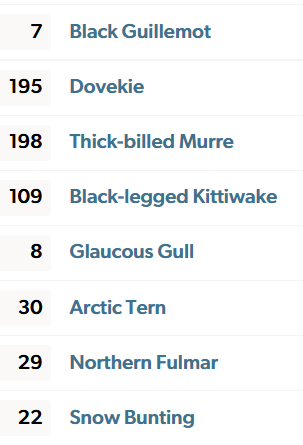 7 Black Guillemot
195 Dovekie
198 Thick-billed Murre
109 Black-legged Kittiwake
8 Glaucous Gull
30 Arctic Tern
29 Northern Fulmar
22 Snow Bunting